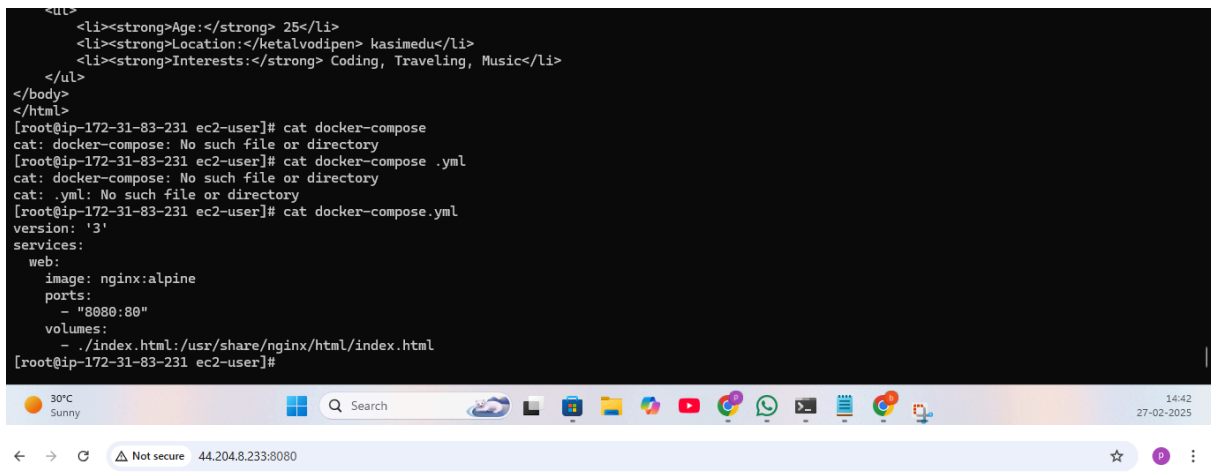 <ul>
<li><strong>Age:</strong> 25</li>
<li><strong>Location:</ketalvodipen> kasimedu</li>
<li><strong>Interests:</strong> Coding, Traveling, Music</li>
</ul>
</body>
</html>
[root@ip-172-31-83-231 ec2-user]# cat docker-compose
cat: docker-compose: No such file or directory
[root@ip-172-31-83-231 ec2-user]# cat docker-compose .yml
cat: docker-compose: No such file or directory
cat: .yml: No such file or directory
[root@ip-172-31-83-231 ec2-user]# cat docker-compose.yml
version: '3'
services:
  web:
    image: nginx:alpine
    ports:
      - "8080:80"
    volumes:
      - ./index.html:/usr/share/nginx/html/index.html
[root@ip-172-31-83-231 ec2-user]#
30°C
Sunny
Search
14:42
27-02-2025
Not secure 44.204.8.233:8080